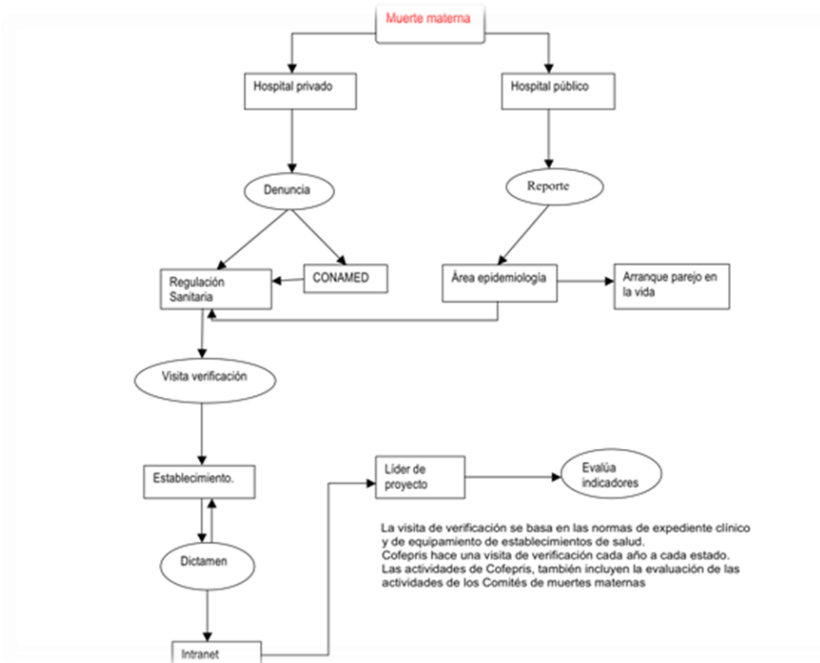 Muerte materna
Hospital privado
Hospital público
Denuncia
Reporte
Regulación
Sanitaria
CONAMED
Área epidemiología
Arranque parejo en
la vida
Visita verificación
Establecimiento.
Líder de
proyecto
Evalúa
indicadores
La visita de verificación se basa en las normas de expediente clínico
y de equipamiento de establecimientos de salud.
Cofepris hace una visita de verificación cada año a cada estado.
Las actividades de Cofepris, también incluyen la evaluación de las
actividades de los Comités de muertes maternas
Dictamen
Intranet